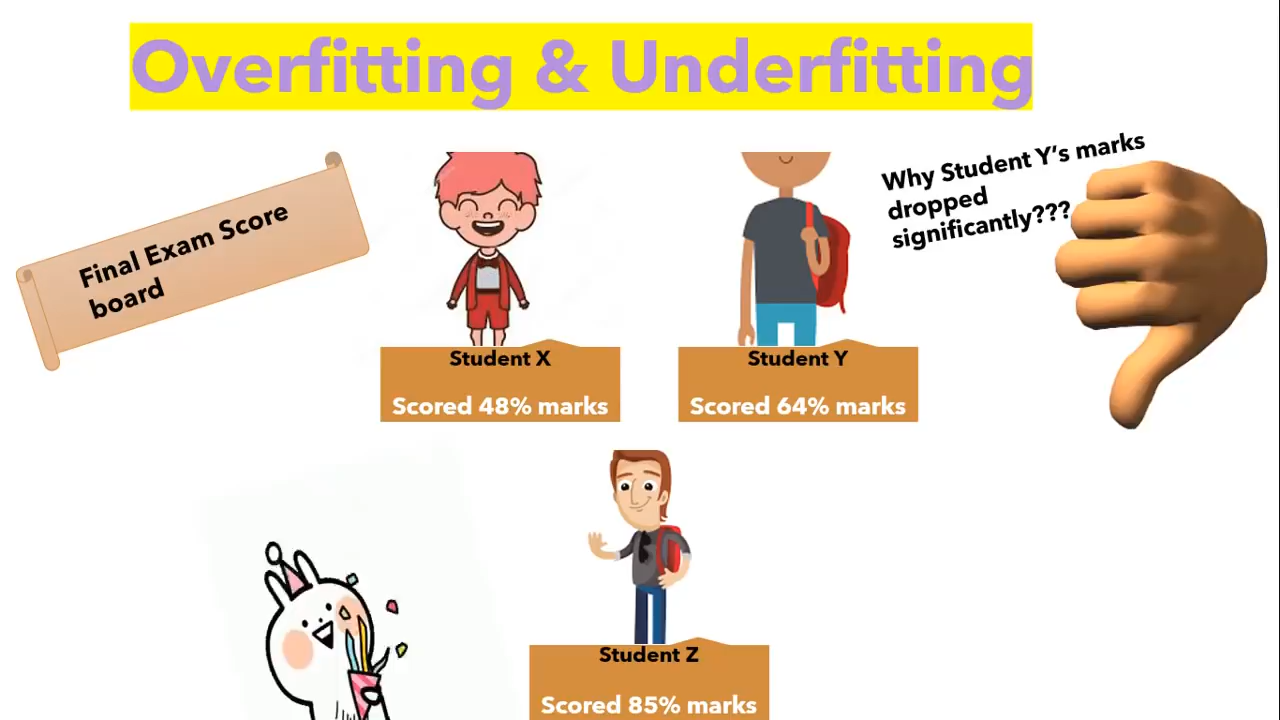 Overfitting & Underfitting
Final Exam Score
board
Why Student Y's marks
dropped
significantly???
Student X
Scored 48% marks
Student Y
Scored 64% marks
Student Z
Scored 85% marks